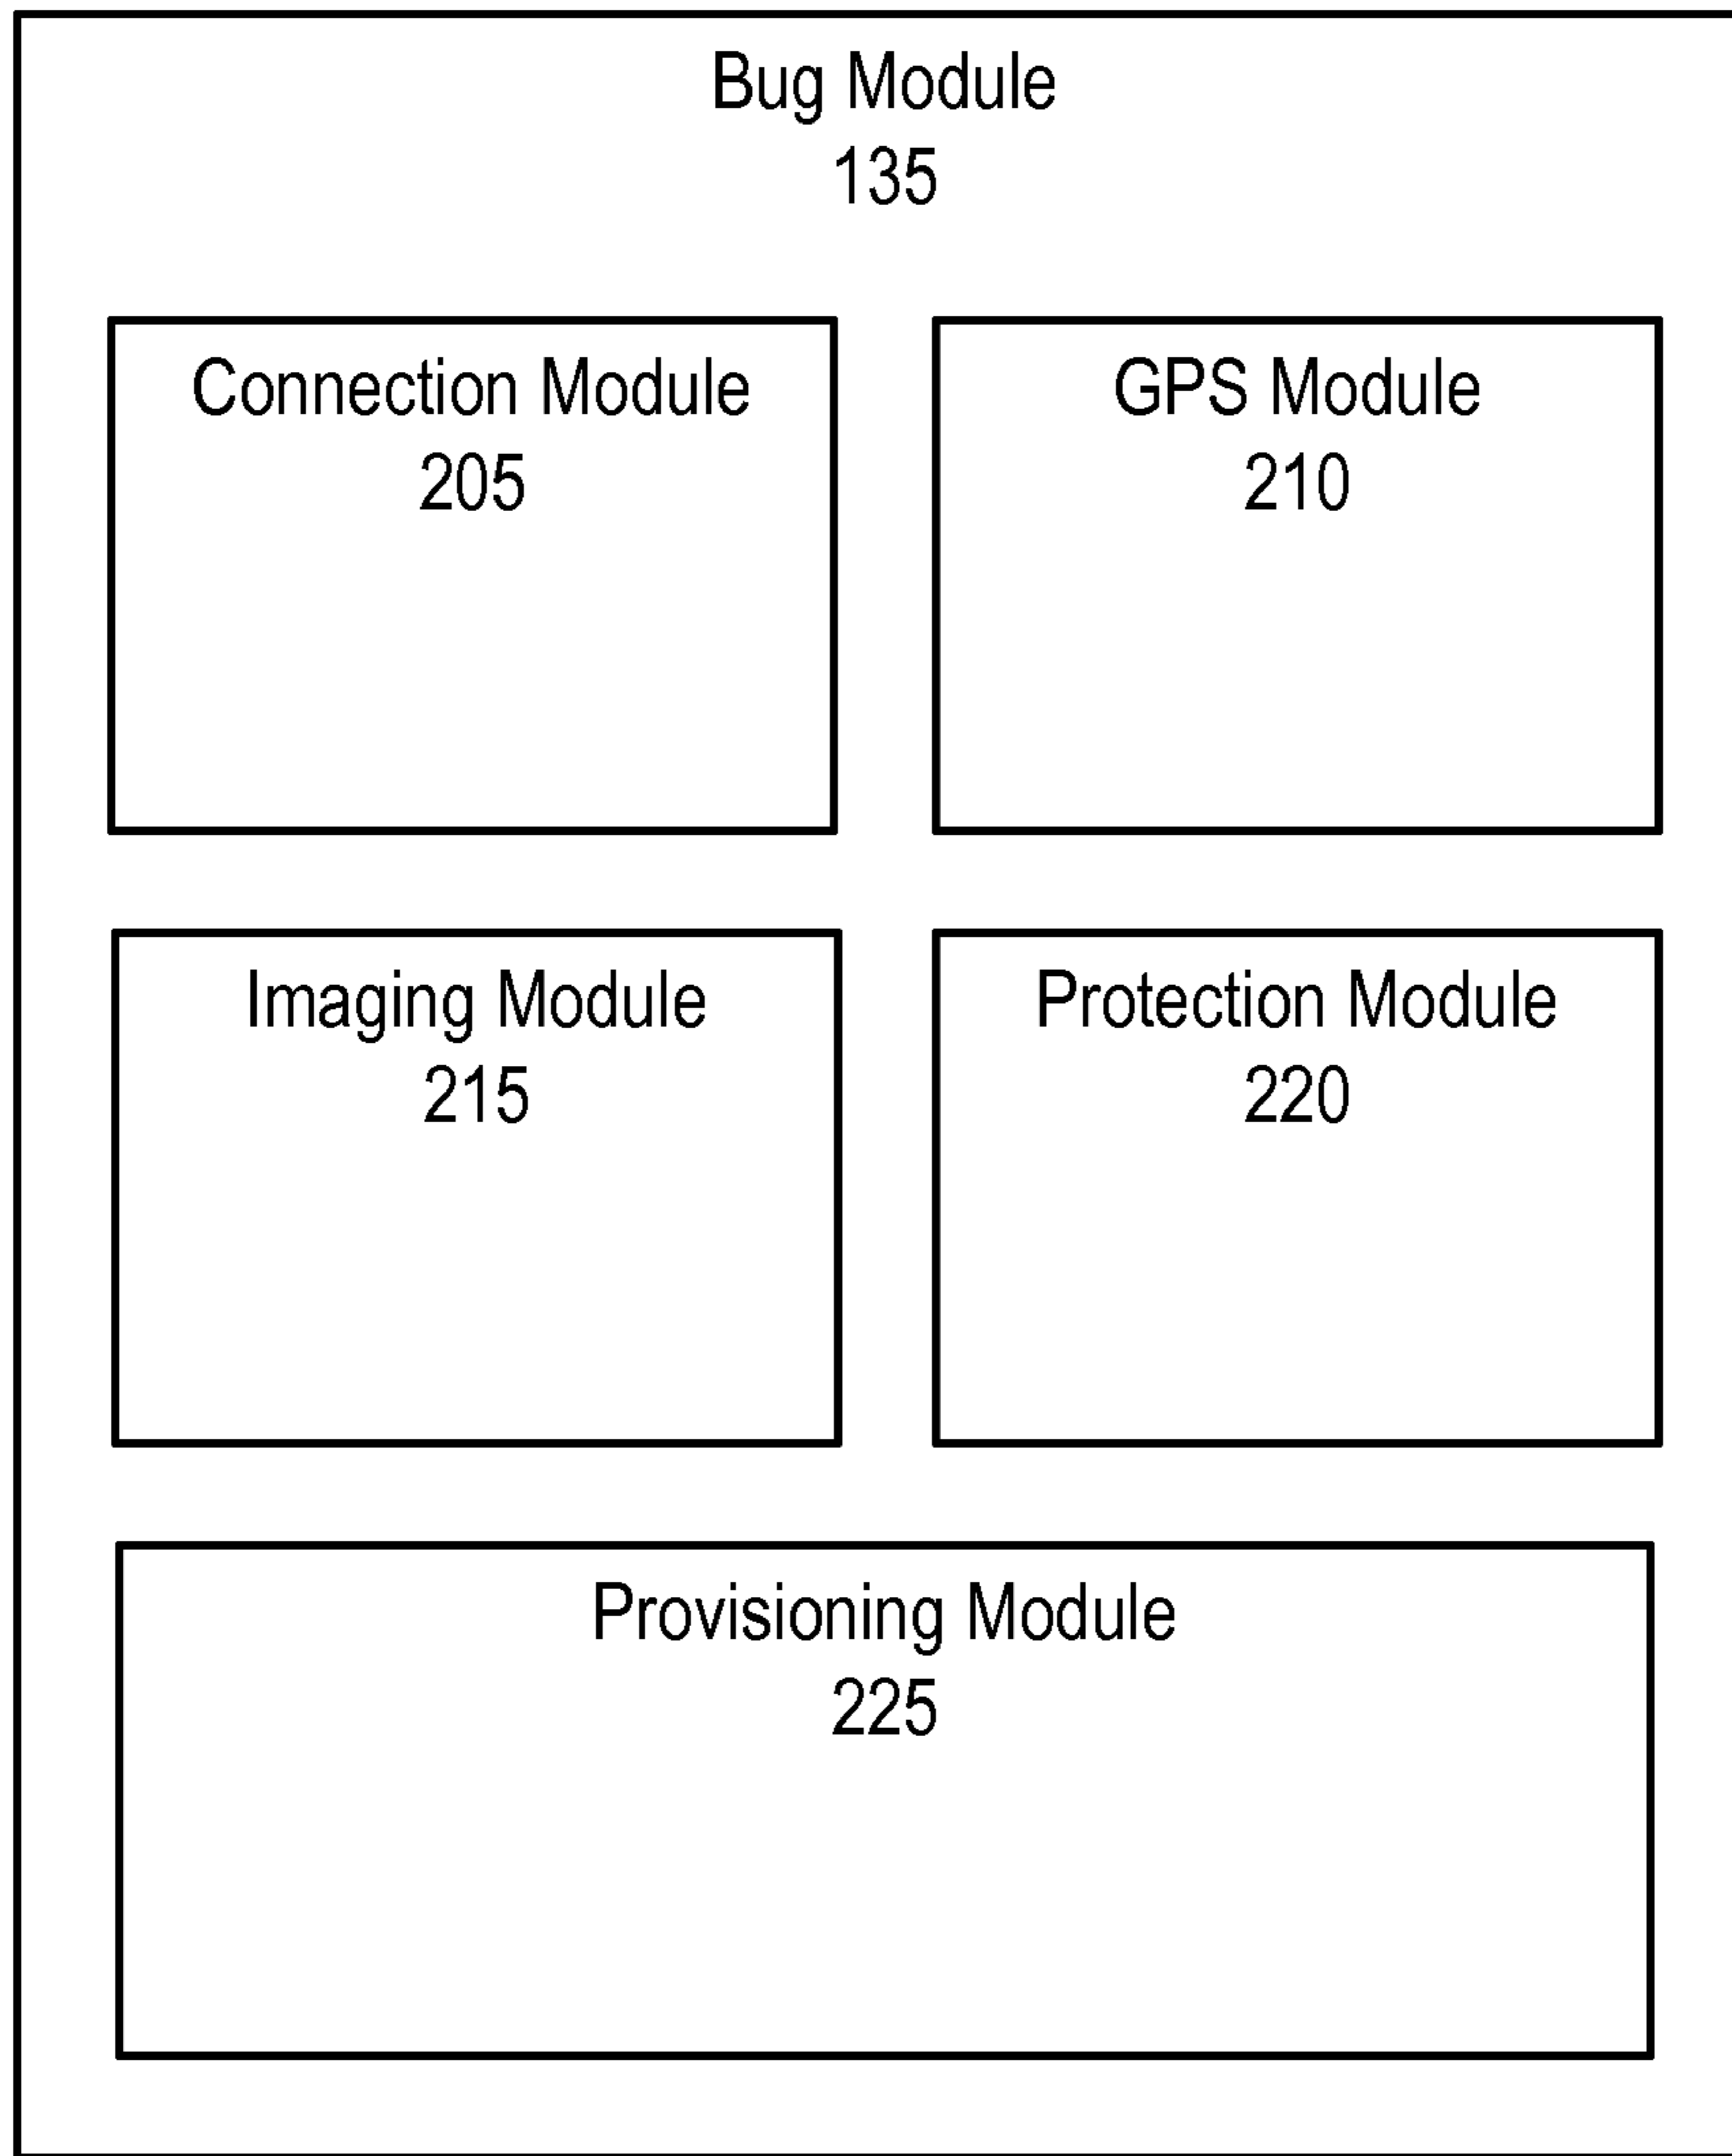 Bug Module
135
Connection Module
205
GPS Module
210
Imaging Module
215
Protection Module
220
Provisioning Module
225